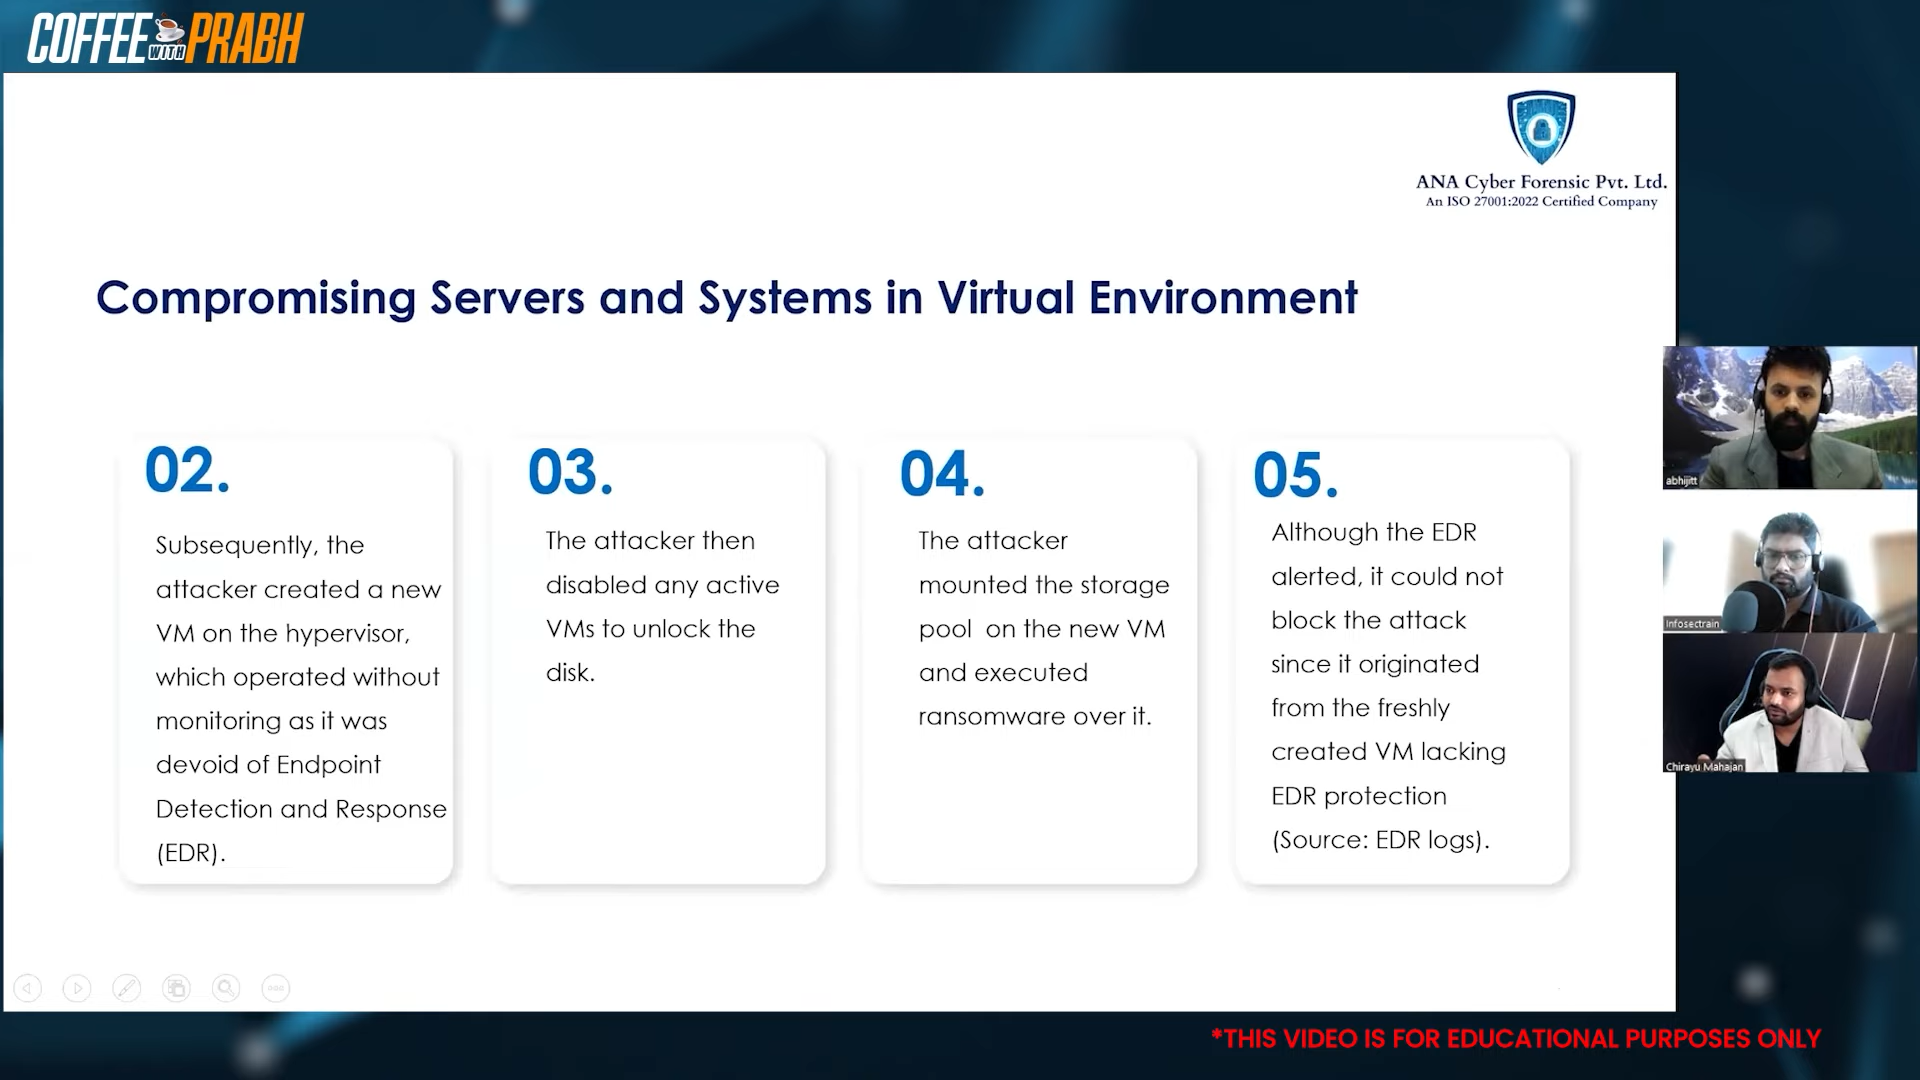 COFFEE WITH PRABH
ANA Cyber Forensic Pvt. Ltd.
An ISO 27001:2022 Certified Company
Compromising Servers and Systems in Virtual Environment
02.
Subsequently, the
attacker created a new
VM on the hypervisor,
which operated without
monitoring as it was
devoid of Endpoint
Detection and Response
(EDR).
03.
The attacker then
disabled any active
VMs to unlock the
disk.
04.
The attacker
mounted the storage
pool on the new VM
and executed
ransomware over it.
05.
Although the EDR
alerted, it could not
block the attack
since it originated
from the freshly
created VM lacking
EDR protection
(Source: EDR logs).
abhijitt
Infosectrain
Chirayu Mahajan
*THIS VIDEO IS FOR EDUCATIONAL PURPOSES ONLY